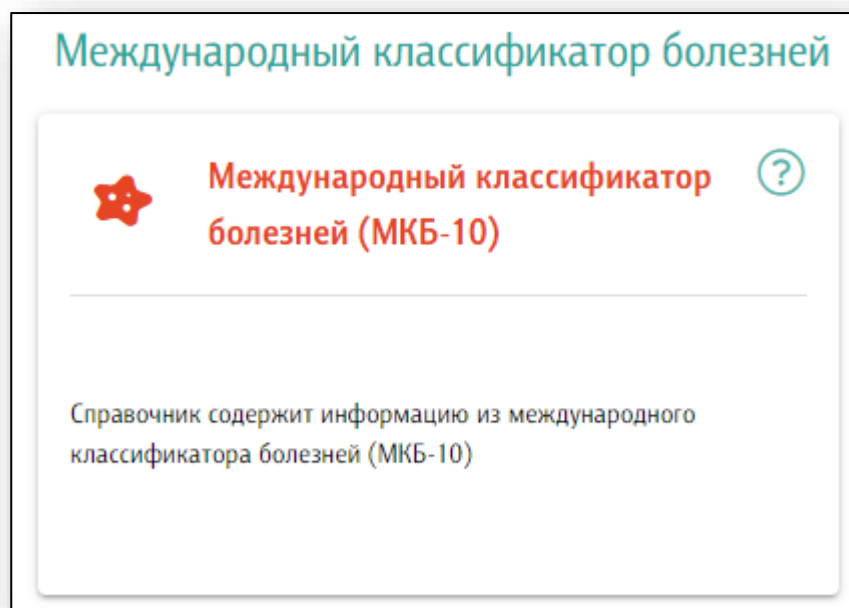 Международный классификатор болезней
Международный классификатор
болезней (МКБ-10)
?
Справочник содержит информацию из международного
классификатора болезней (МКБ-10)